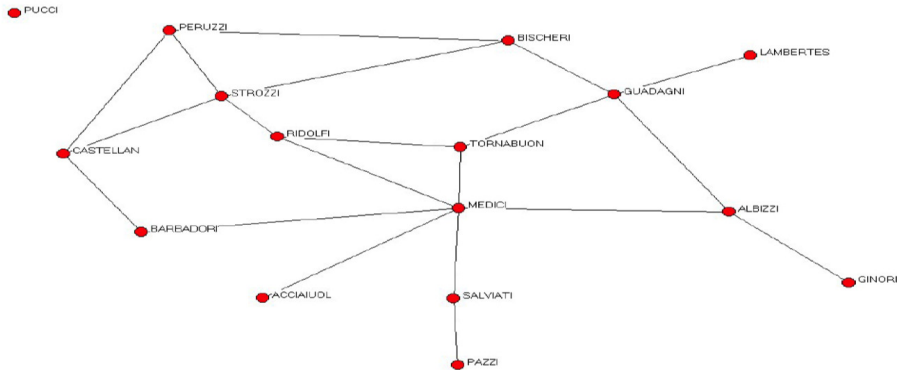 PUCCI
PERUZZI
BISCHERI
LAMBERTES
STROZZI
GUADAGNI
RIDOLFI
TORNABUON
CASTELLAN
MEDICI
ALBIZZI
BARBADORI
GINORI
ACCIAIUOL
SALVIATI
PAZZI